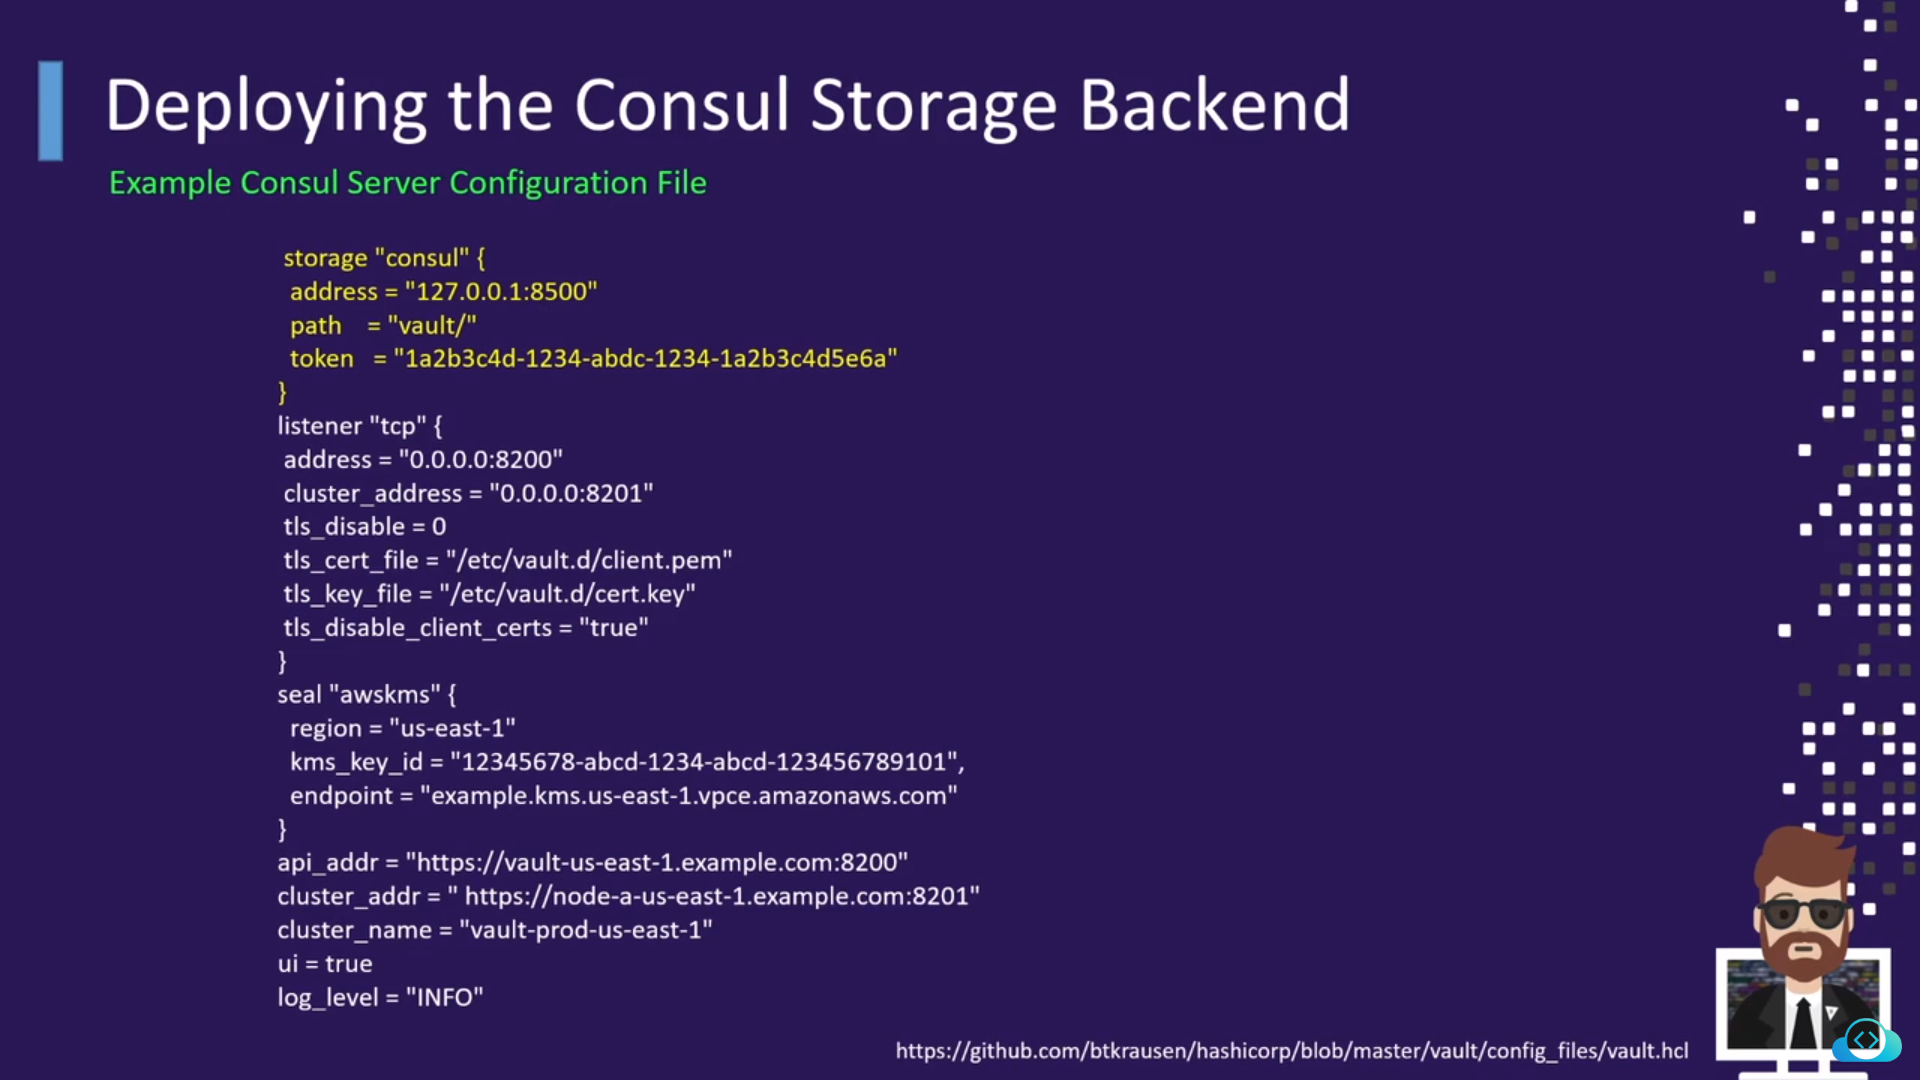 Deploying the Consul Storage Backend
Example Consul Server Configuration File
storage "consul" {
address = "127.0.0.1:8500"
path = "vault/"
token = "1a2b3c4d-1234-abdc-1234-1a2b3c4d5e6a"
}
listener "tcp" {
address = "0.0.0.0:8200"
cluster_address = "0.0.0.0:8201"
tls_disable = 0
tls_cert_file = "/etc/vault.d/client.pem"
tls_key_file = "/etc/vault.d/cert.key"
tls_disable_client_certs = "true"
}
seal "awskms" {
region = "us-east-1"
kms_key_id = "12345678-abcd-1234-abcd-123456789101",
endpoint = "example.kms.us-east-1.vpce.amazonaws.com"
}
api_addr = "https://vault-us-east-1.example.com:8200"
cluster_addr = " https://node-a-us-east-1.example.com:8201"
cluster_name = "vault-prod-us-east-1"
ui = true
log_level = "INFO"
https://github.com/btkrausen/hashicorp/blob/master/vault/config_files/vault.hcl